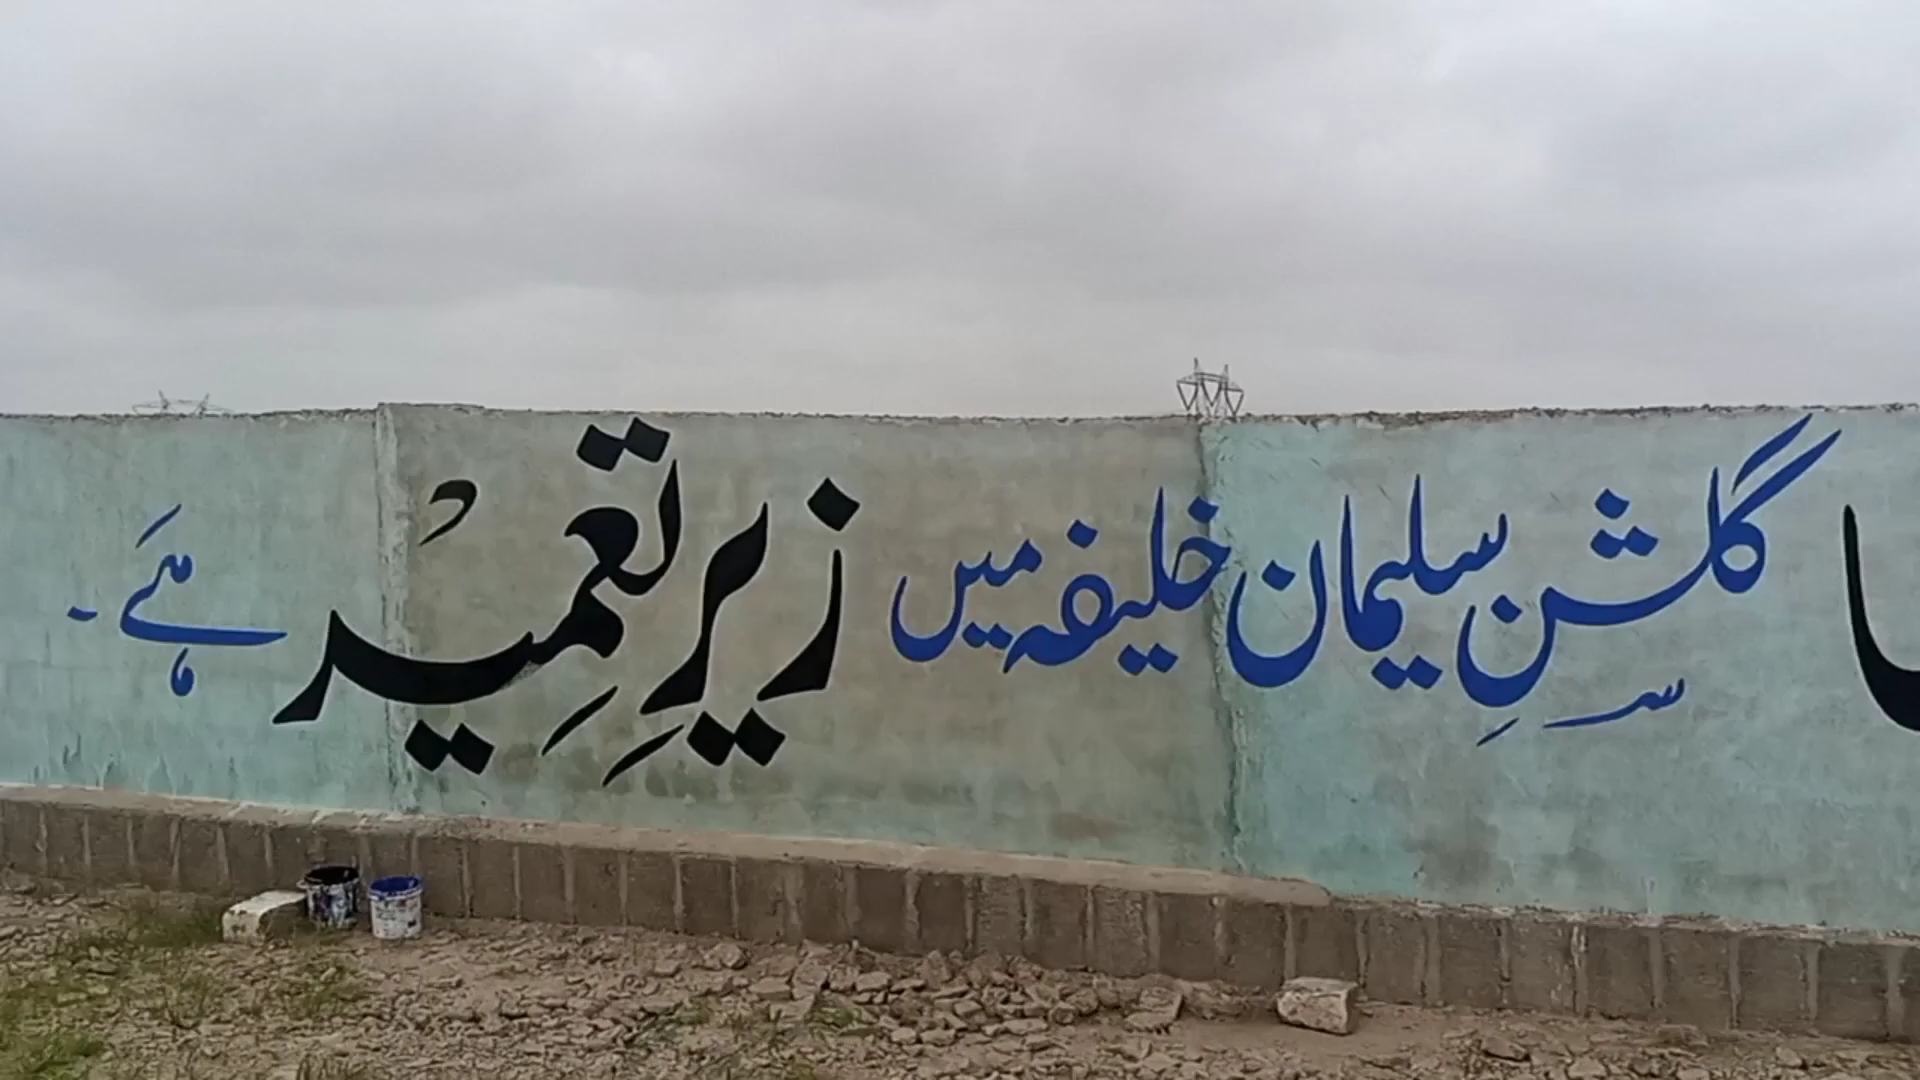 گلشنِ سلیمان خلیفہ میں زیرِ تعمیر ہے۔